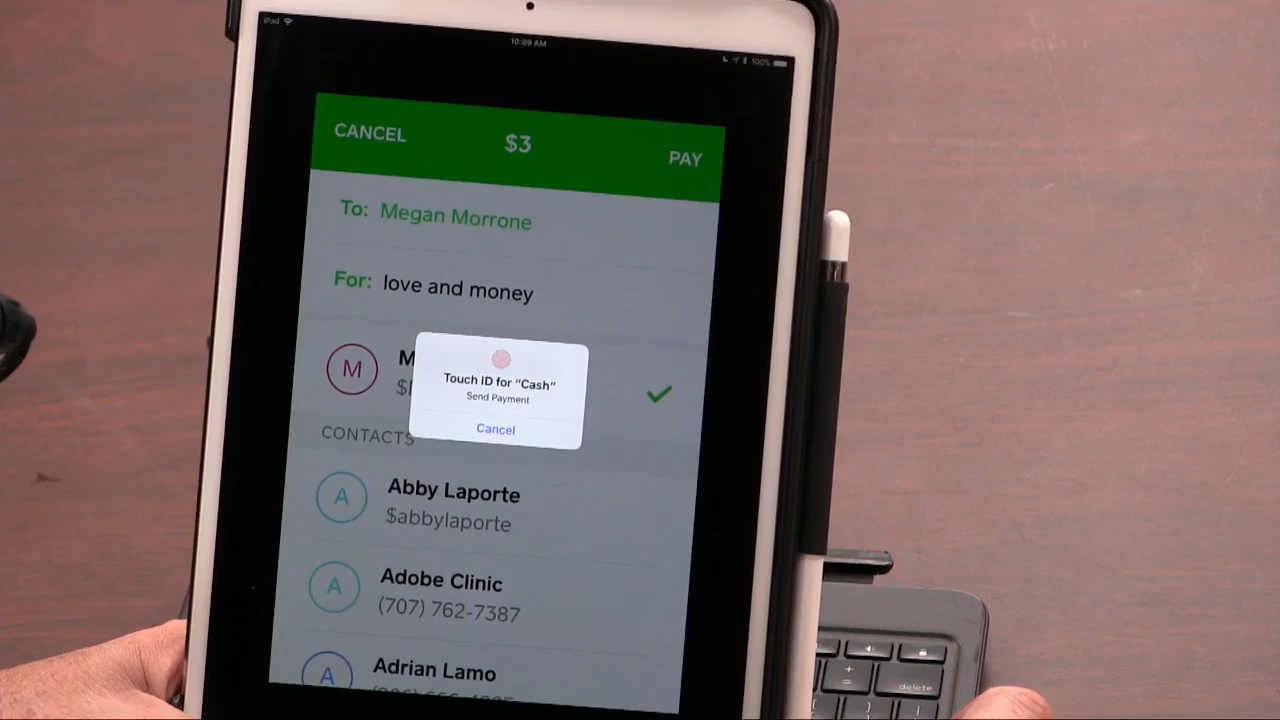 iPad
10:09 AM
100%
CANCEL $3 PAY
To: Megan Morrone
For: love and money
M
Touch ID for "Cash"
Send Payment
Cancel
CONTACTS
A Abby Laporte
$abbylaporte
A Adobe Clinic
(707) 762-7387
A Adrian Lamo
+
=
delete